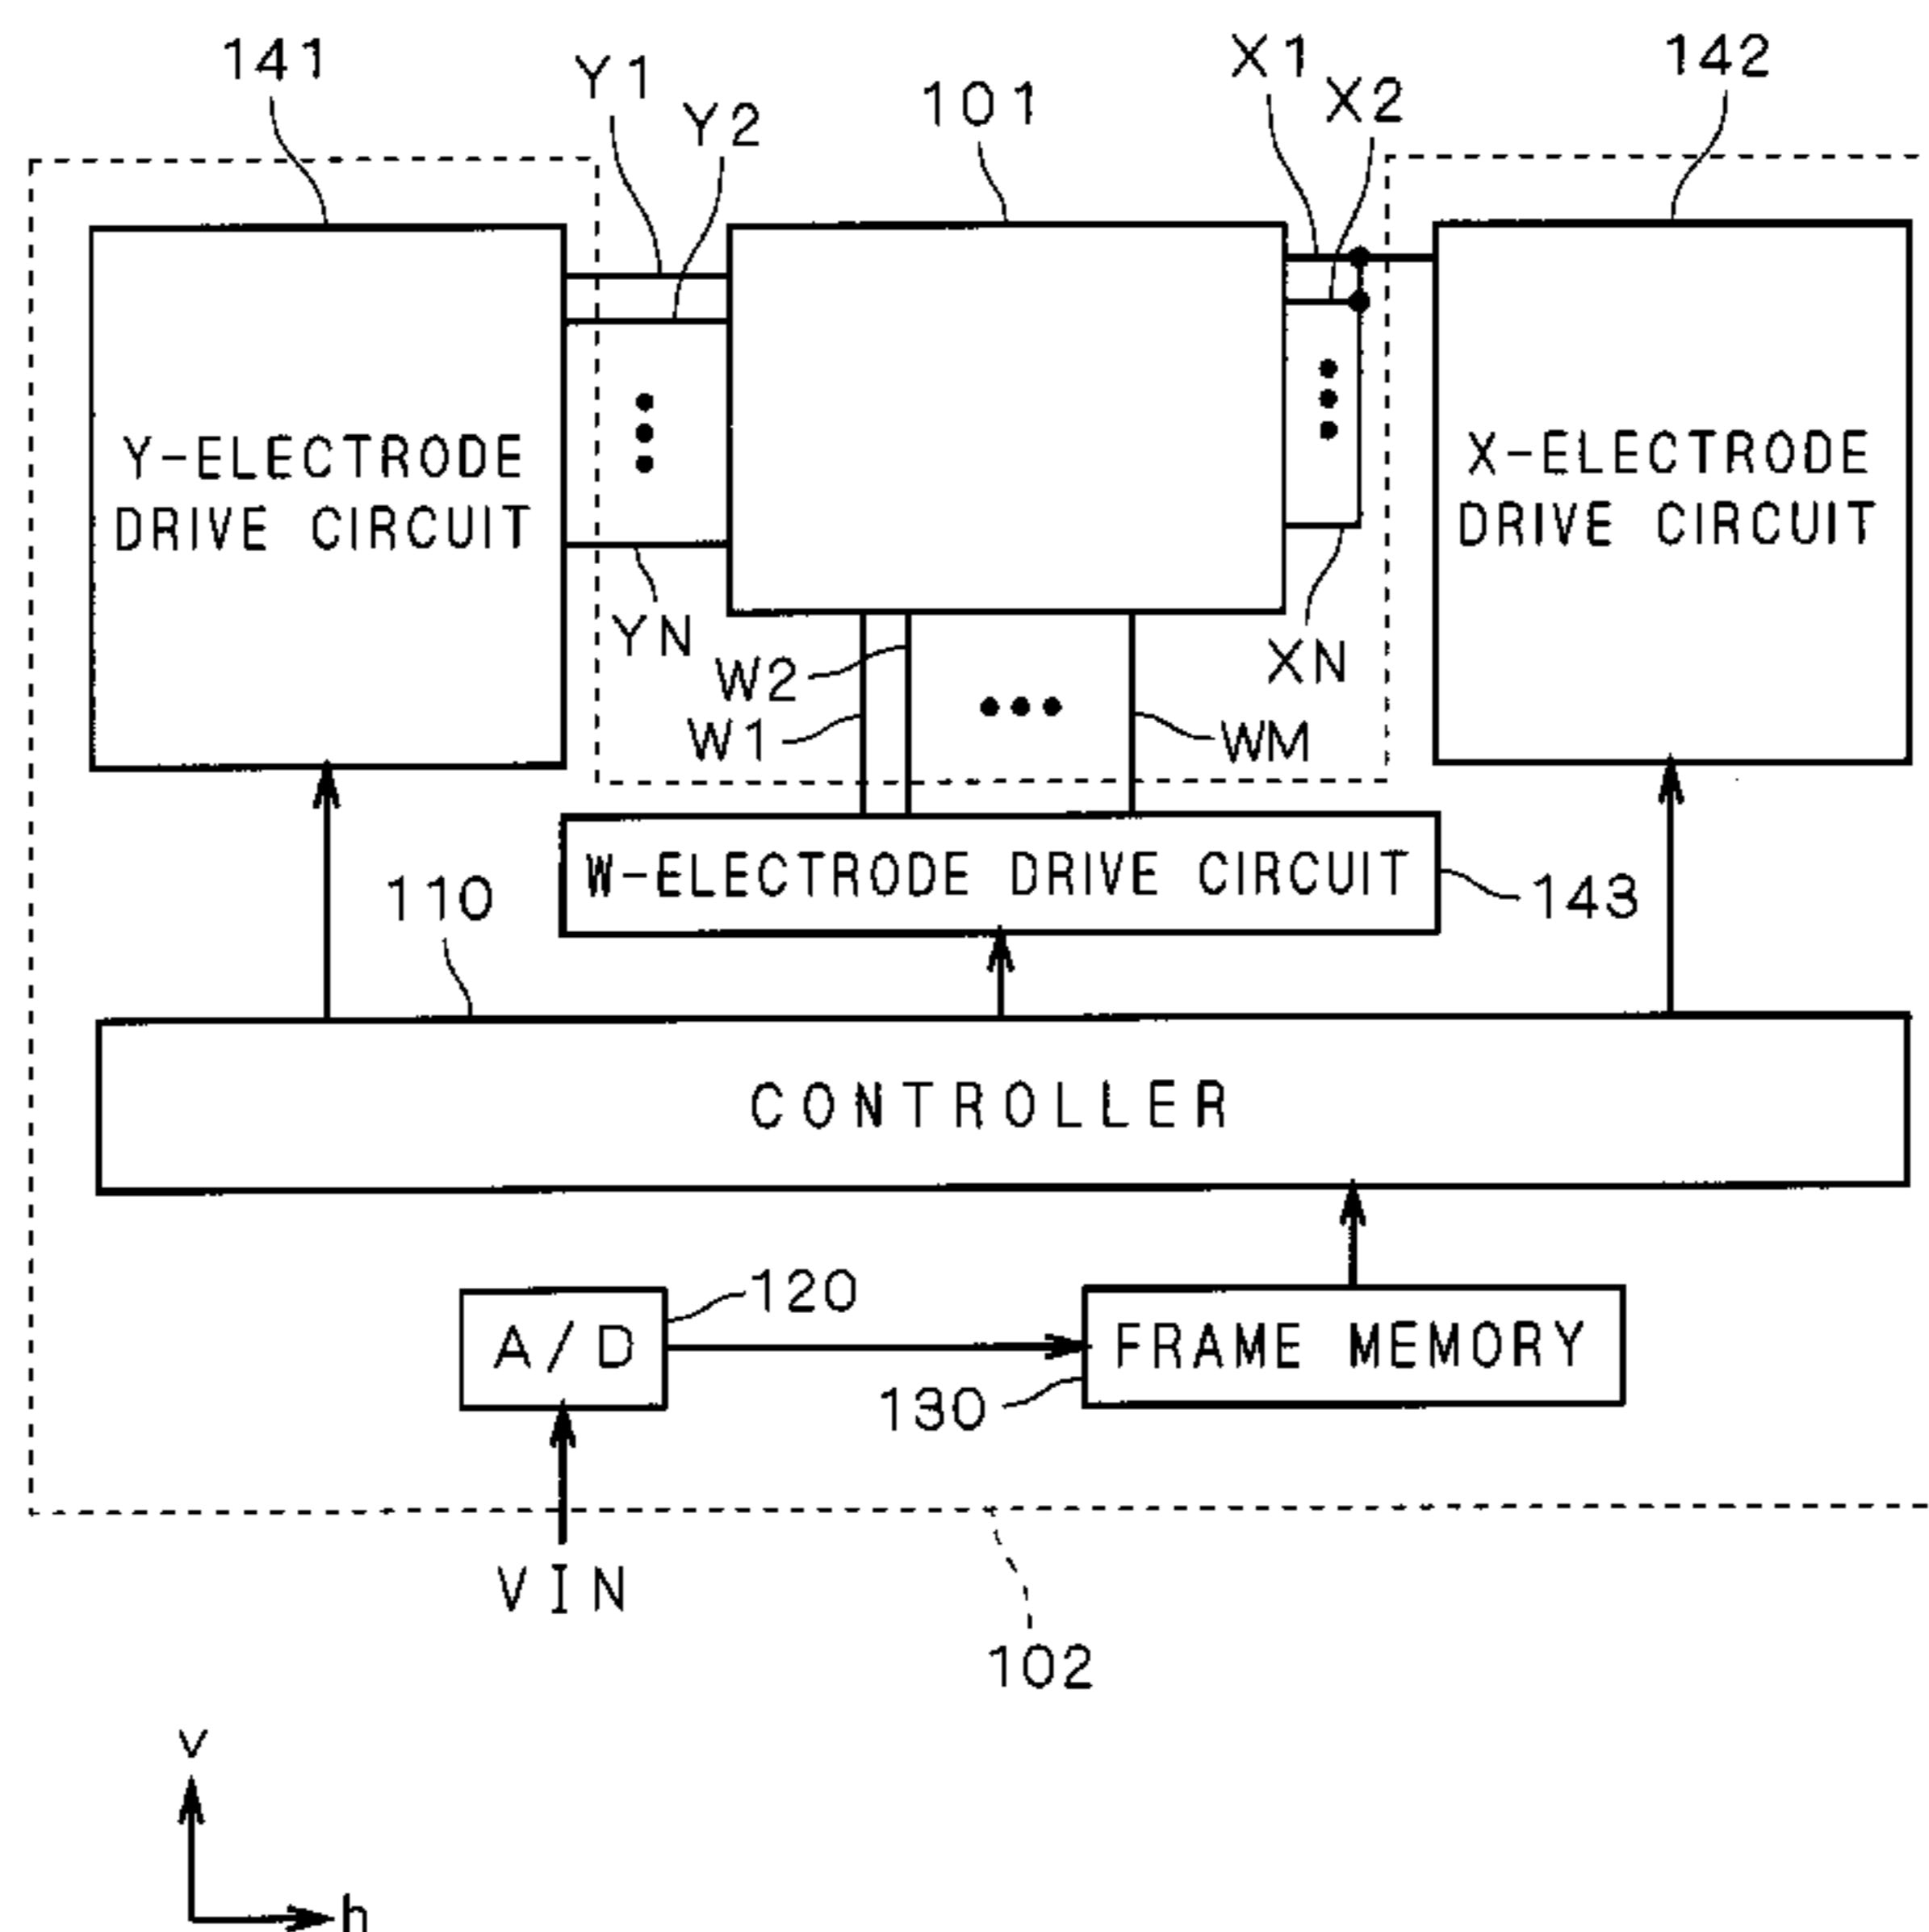 141
Y1
Y2
101
X1
X2
142
Y-ELECTRODE
DRIVE CIRCUIT
X-ELECTRODE
DRIVE CIRCUIT
YN
XN
W2
W1
WM
W-ELECTRODE DRIVE CIRCUIT
143
110
CONTROLLER
120
A/D
FRAME MEMORY
130
VIN
102
v
h